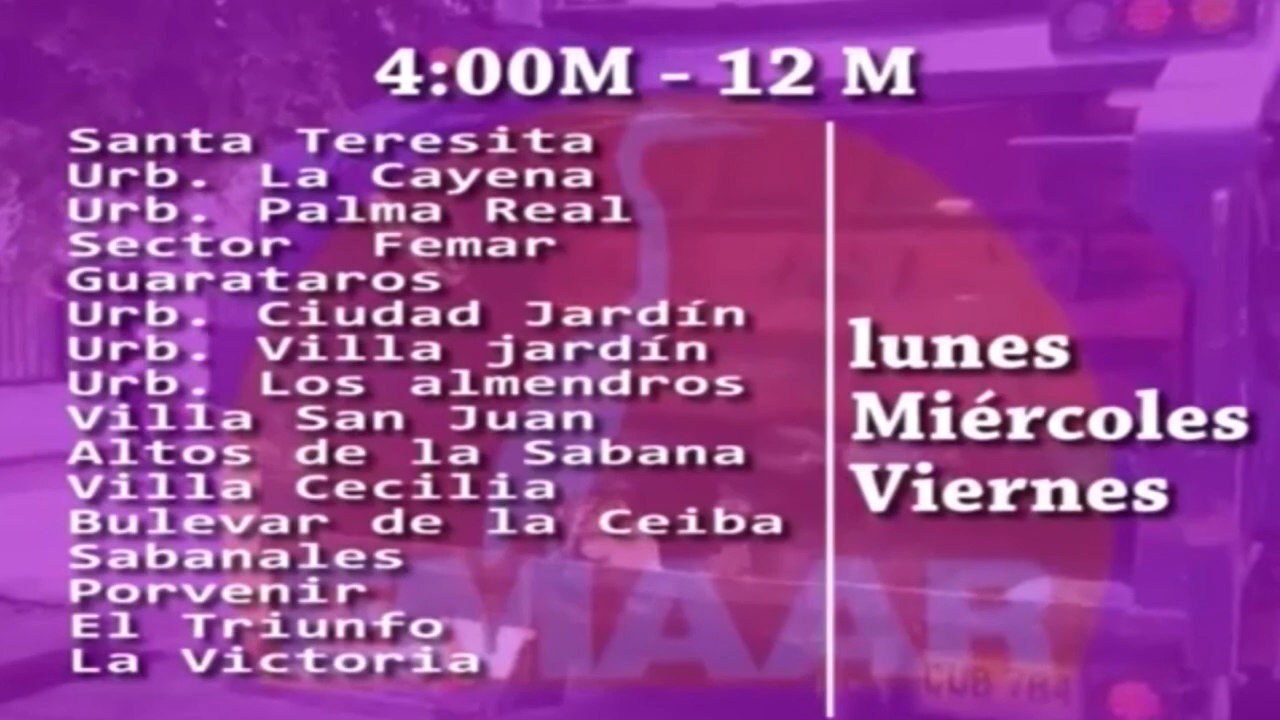 4:00M - 12 M
Santa Teresita
Urb. La Cayena
Urb. Palma Real
Sector Femar
Guarataros
Urb. Ciudad Jardín
Urb. Villa jardín
Urb. Los almendros
Villa San Juan
Altos de la Sabana
Villa Cecilia
Bulevar de la Ceiba
Sabanales
Porvenir
El Triunfo
La Victoria
lunes
Miércoles
Viernes